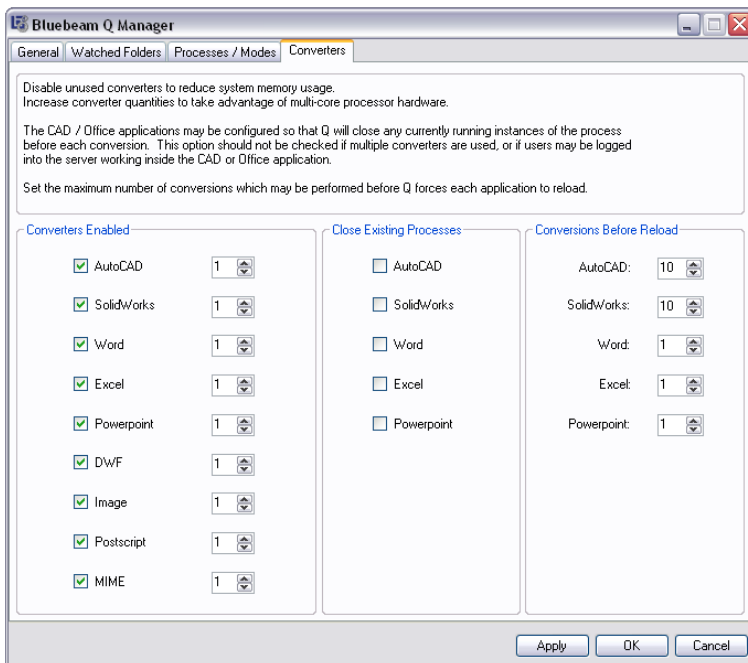 Bluebeam Q Manager
General Watched Folders Processes / Modes Converters
Disable unused converters to reduce system memory usage.
Increase converter quantities to take advantage of multi-core processor hardware.
The CAD / Office applications may be configured so that Q will close any currently running instances of the process
before each conversion. This option should not be checked if multiple converters are used, or if users may be logged
into the server working inside the CAD or Office application.
Set the maximum number of conversions which may be performed before Q forces each application to reload.
Converters Enabled
AutoCAD 1
SolidWorks 1
Word 1
Excel 1
Powerpoint 1
DWF 1
Image 1
Postscript 1
MIME 1
Close Existing Processes
AutoCAD
SolidWorks
Word
Excel
Powerpoint
Conversions Before Reload
AutoCAD: 10
SolidWorks: 10
Word: 1
Excel: 1
Powerpoint: 1
Apply OK Cancel